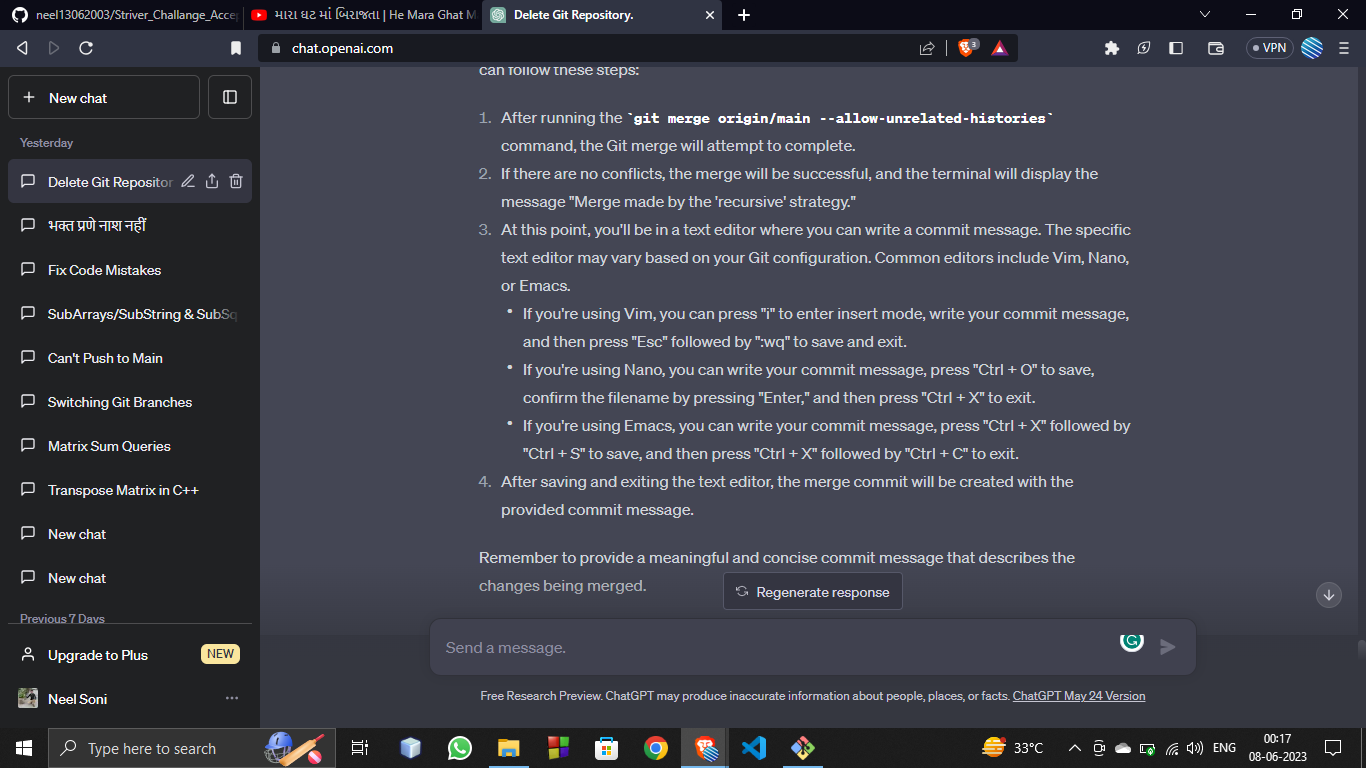 neel13062003/Striver_Challange_Acce
મારા ઘટ માં બિરાજતા | He Mara Ghat M
Delete Git Repository.
chat.openai.com
3
VPN
New chat
Yesterday
Delete Git Repositor
भक्त प्रणे नाश नहीं
Fix Code Mistakes
SubArrays/SubString & SubSq
Can't Push to Main
Switching Git Branches
Matrix Sum Queries
Transpose Matrix in C++
New chat
New chat
Previous 7 Days
Upgrade to Plus NEW
Neel Soni
can follow these steps:
1. After running the `git merge origin/main --allow-unrelated-histories`
command, the Git merge will attempt to complete.
2. If there are no conflicts, the merge will be successful, and the terminal will display the
message "Merge made by the 'recursive' strategy."
3. At this point, you'll be in a text editor where you can write a commit message. The specific
text editor may vary based on your Git configuration. Common editors include Vim, Nano,
or Emacs.
• If you're using Vim, you can press "i" to enter insert mode, write your commit message,
and then press "Esc" followed by ":wq" to save and exit.
• If you're using Nano, you can write your commit message, press "Ctrl + O" to save,
confirm the filename by pressing "Enter," and then press "Ctrl + X" to exit.
• If you're using Emacs, you can write your commit message, press "Ctrl + X" followed by
"Ctrl + S" to save, and then press "Ctrl + X" followed by "Ctrl + C" to exit.
4. After saving and exiting the text editor, the merge commit will be created with the
provided commit message.
Remember to provide a meaningful and concise commit message that describes the
changes being merged.
Regenerate response
Send a message.
Free Research Preview. ChatGPT may produce inaccurate information about people, places, or facts. ChatGPT May 24 Version
Type here to search
33°C
ENG
00:17
08-06-2023